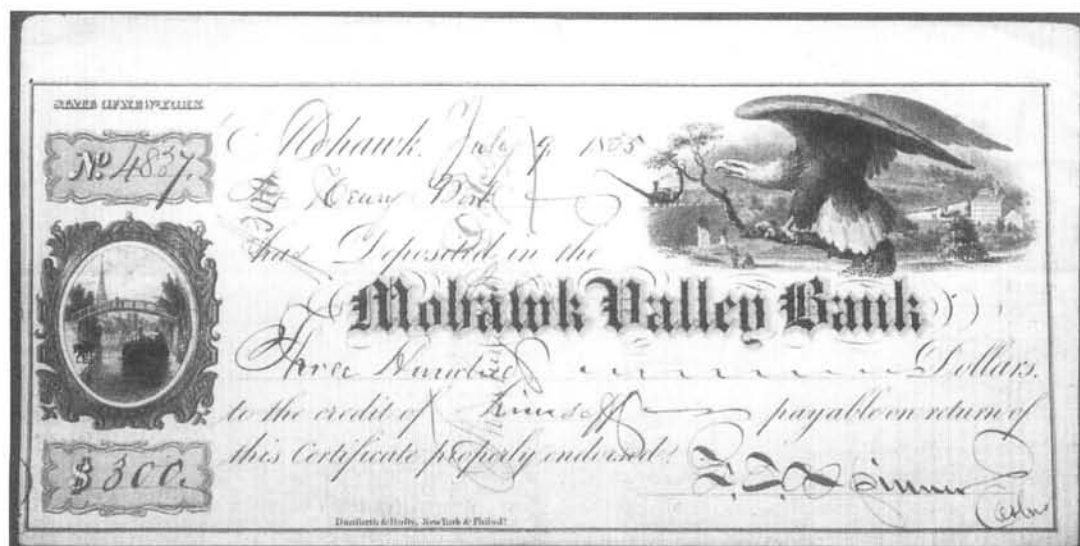 STATE OF NEW-YORK
No. 4837.
Mohawk, July 9, 1855
Henry
has Deposited in the
Mohawk Valley Bank
Three Hundred Dollars.
to the credit of himself payable on return of
this Certificate properly endorsed.
$ 300.
Cashr
Danforth & Hufty, New York & Philada.